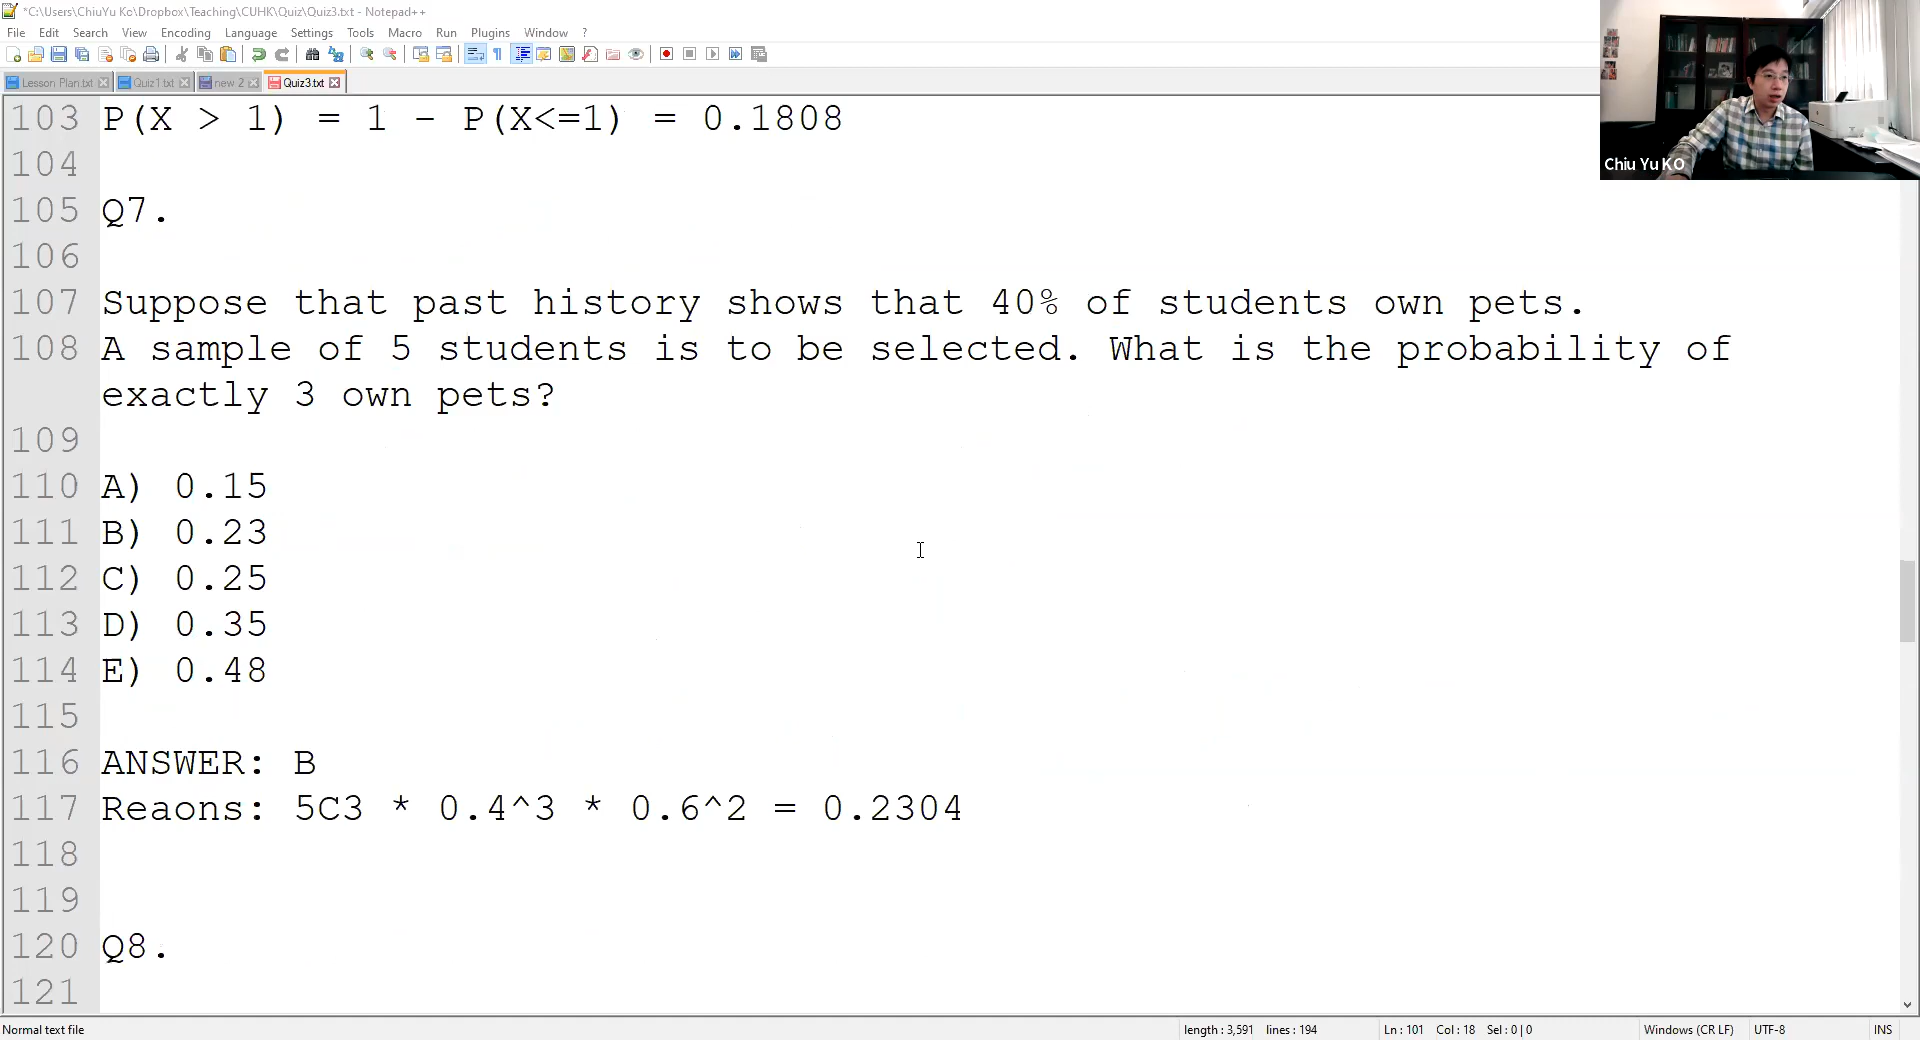 *C:\Users\ChiuYu Ko\Dropbox\Teaching\CUHK\Quiz\Quiz3.txt - Notepad++
File Edit Search View Encoding Language Settings Tools Macro Run Plugins Window ?
Lesson Plan.txt Quiz1.txt new 2 Quiz3.txt
103 P(X > 1) = 1 - P(X<=1) = 0.1808
104
105 Q7.
106
107 Suppose that past history shows that 40% of students own pets.
108 A sample of 5 students is to be selected. What is the probability of
exactly 3 own pets?
109
110 A) 0.15
111 B) 0.23
112 C) 0.25
113 D) 0.35
114 E) 0.48
115
116 ANSWER: B
117 Reaons: 5C3 * 0.4^3 * 0.6^2 = 0.2304
118
119
120 Q8.
121
Chiu Yu KO
Normal text file length : 3,591 lines : 194 Ln : 101 Col : 18 Sel : 0 | 0 Windows (CR LF) UTF-8 INS